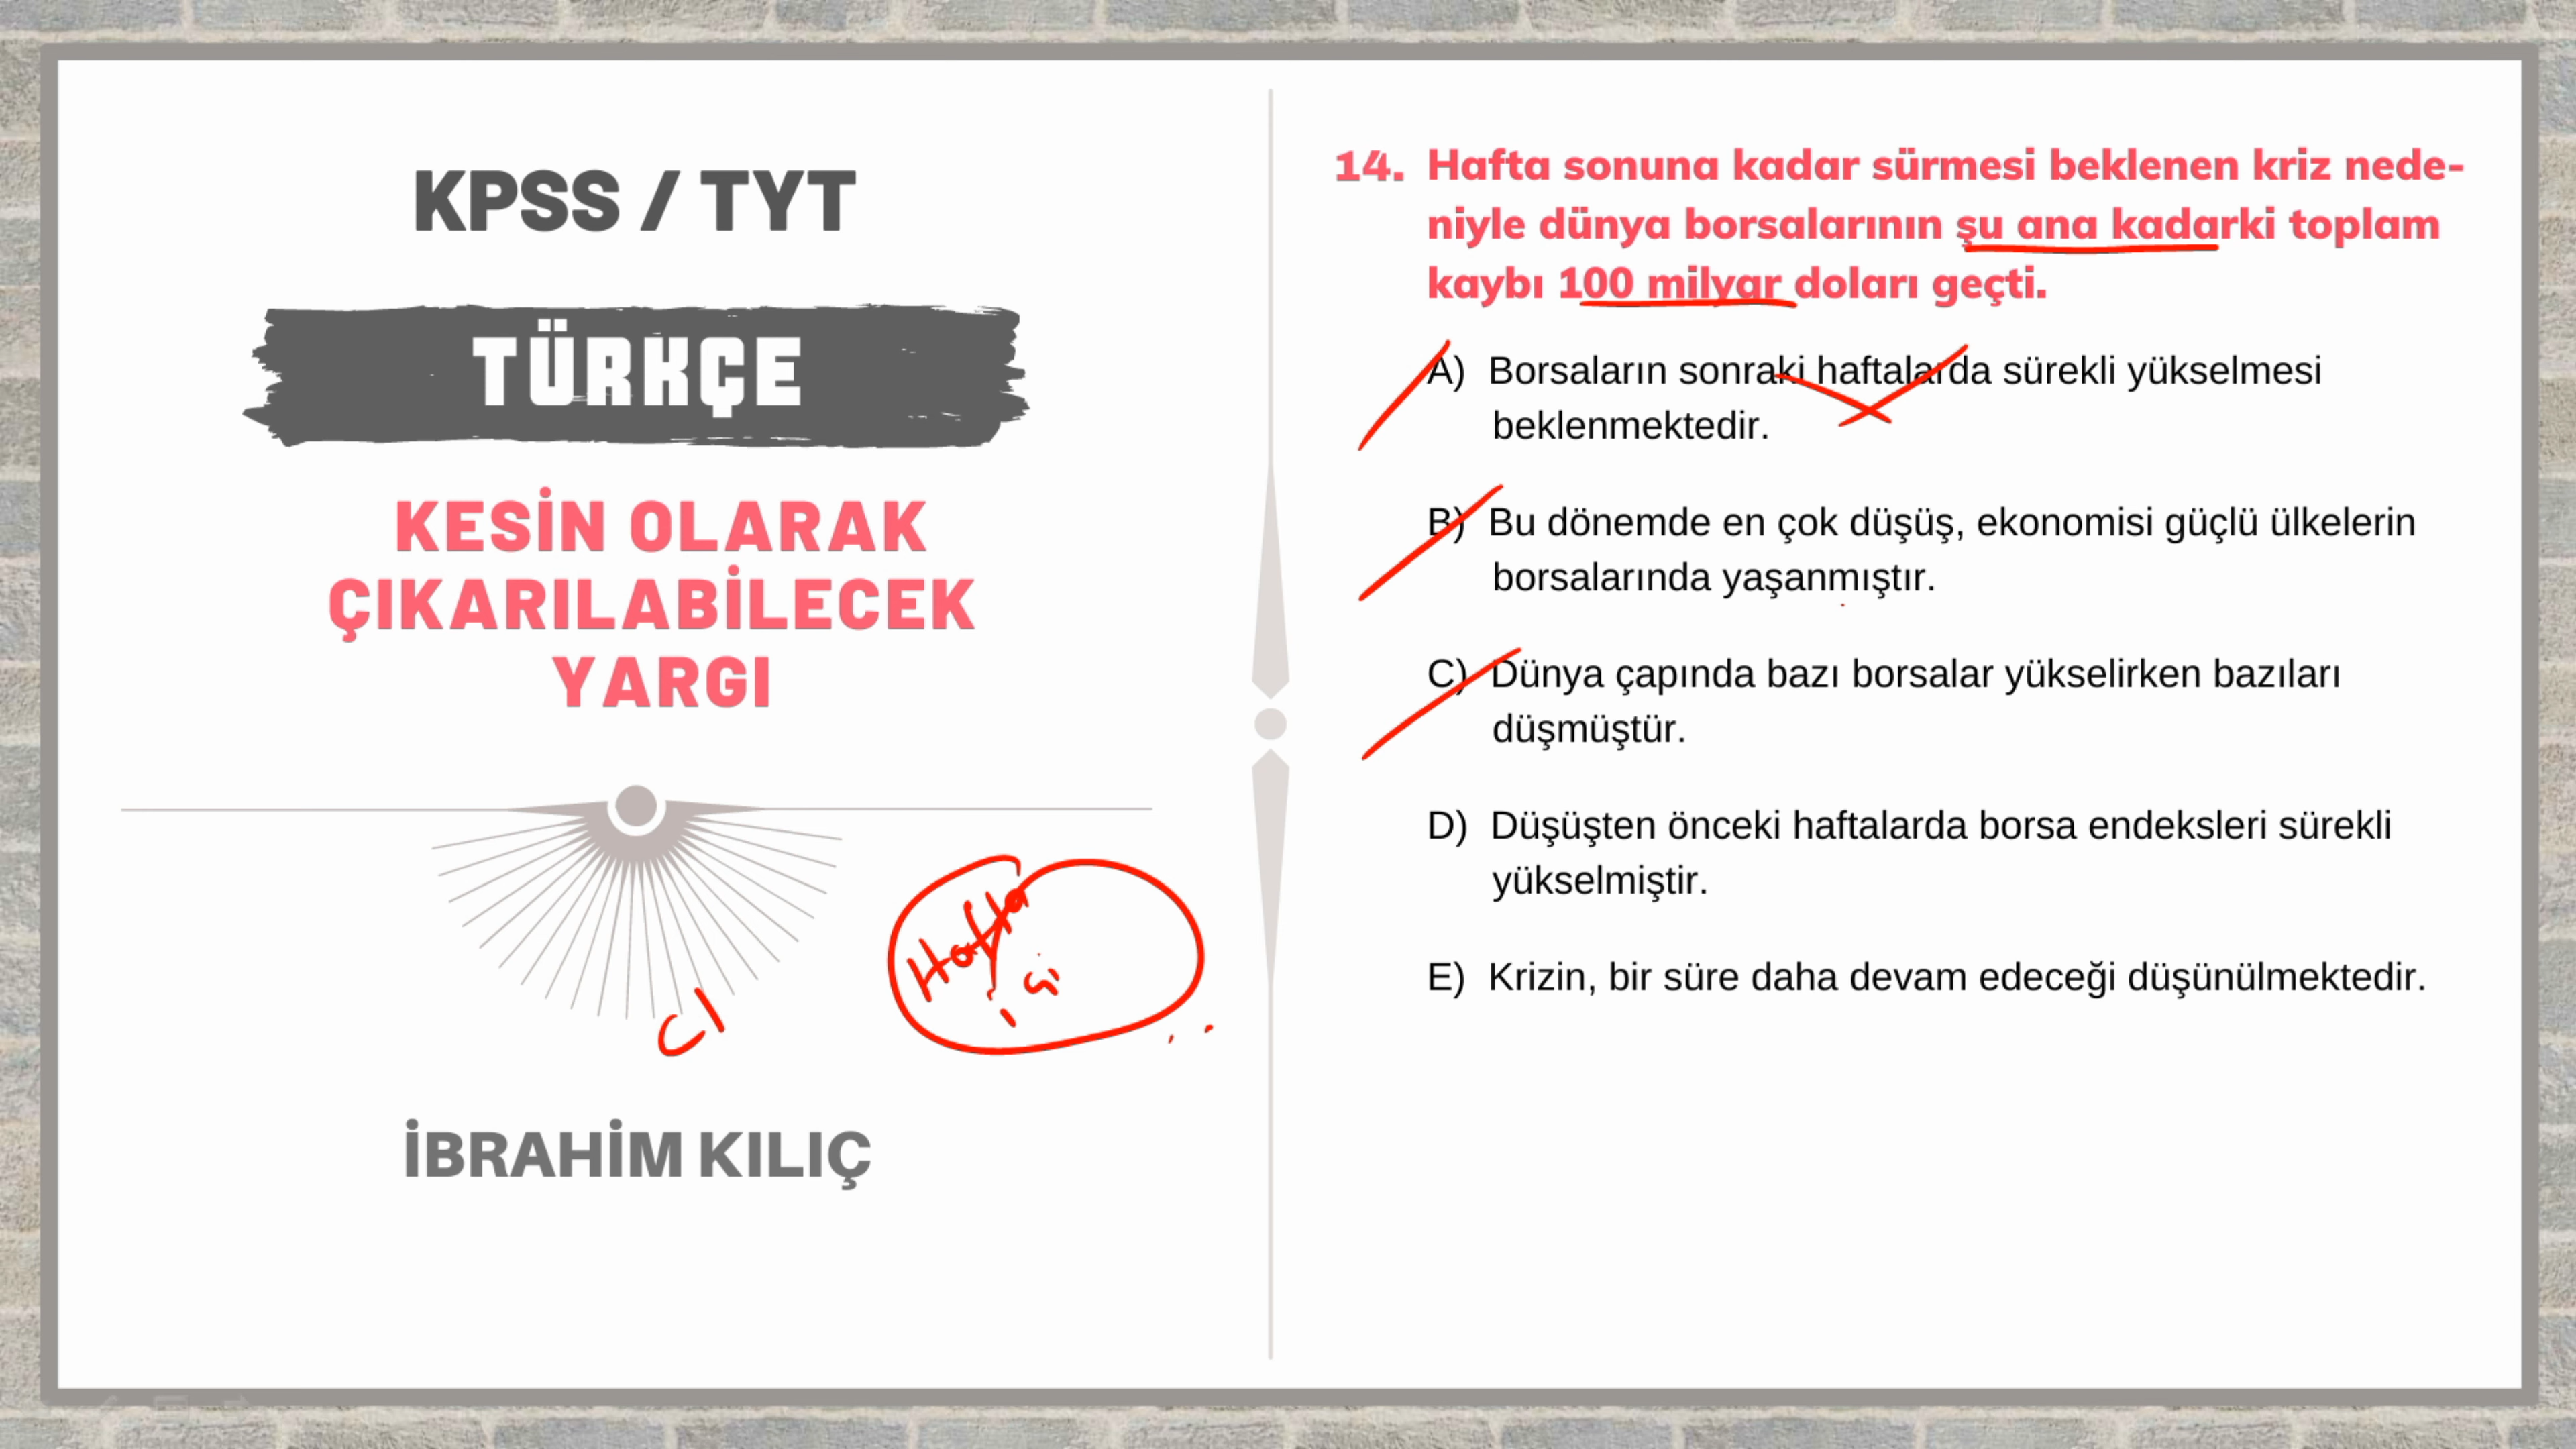 KPSS / TYT
TÜRKÇE
KESİN OLARAK
ÇIKARILABİLECEK
YARGI
Hafta
içi
İBRAHİM KILIÇ
14. Hafta sonuna kadar sürmesi beklenen kriz nede-
niyle dünya borsalarının şu ana kadarki toplam
kaybı 100 milyar doları geçti.
A) Borsaların sonraki haftalarda sürekli yükselmesi
beklenmektedir.
B) Bu dönemde en çok düşüş, ekonomisi güçlü ülkelerin
borsalarında yaşanmıştır.
C) Dünya çapında bazı borsalar yükselirken bazıları
düşmüştür.
D) Düşüşten önceki haftalarda borsa endeksleri sürekli
yükselmiştir.
E) Krizin, bir süre daha devam edeceği düşünülmektedir.